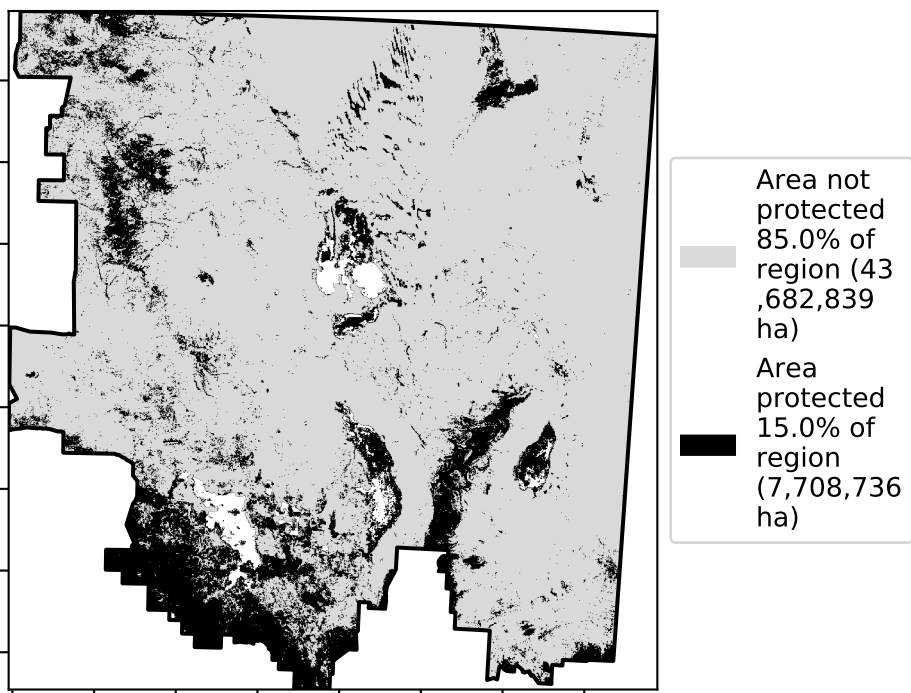 Area not
protected
85.0% of
region (43
,682,839
ha)
Area
protected
15.0% of
region
(7,708,736
ha)